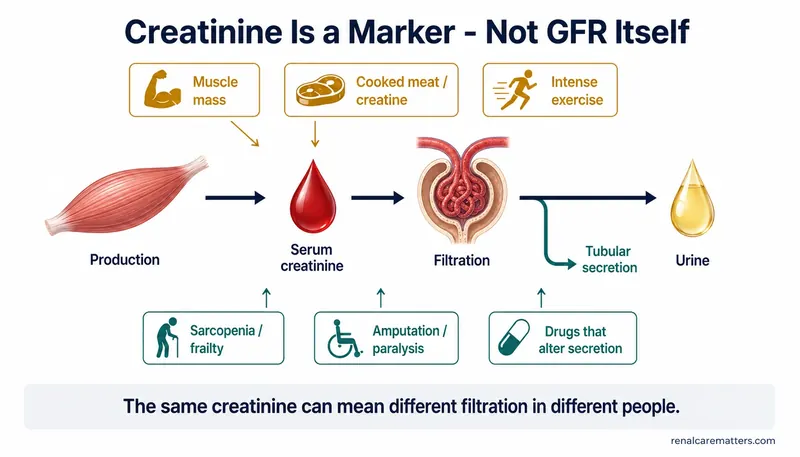 Creatinine Is a Marker - Not GFR Itself
Muscle
mass
Cooked meat /
creatine
Intense
exercise
Production
Serum
creatinine
Filtration
Tubular
secretion
Urine
Sarcopenia /
frailty
Amputation /
paralysis
Drugs that
alter secretion
The same creatinine can mean different filtration in different people.
renalcarematters.com